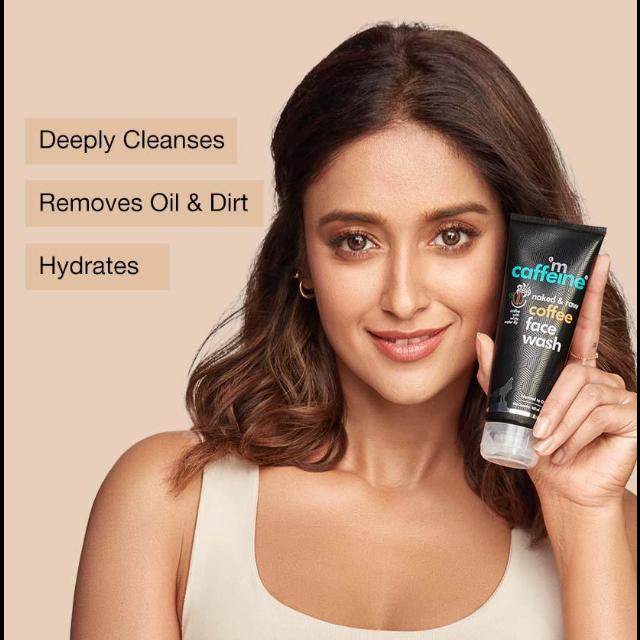 Deeply Cleanses
Removes Oil & Dirt
Hydrates
m
caffeine
naked & raw
coffee
face
wash